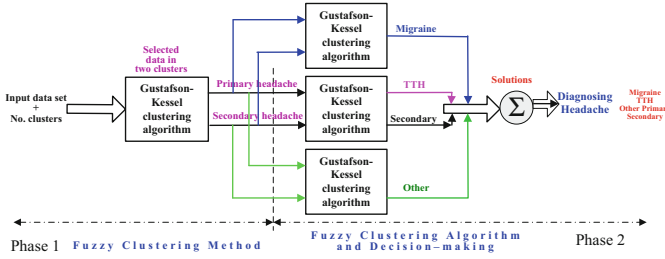 Selected
data in
two clusters
Input data set
+
No. clusters
Gustafson-
Kessel
clustering
algorithm
Primary headache
Secondary headache
Gustafson-
Kessel
clustering
algorithm
Migraine
Gustafson-
Kessel
clustering
algorithm
TTH
Secondary
Gustafson-
Kessel
clustering
algorithm
Other
Solutions
Σ
Diagnosing
Headache
Migraine
TTH
Other Primar
Secondary
Phase 1
Fuzzy Clustering Method
Fuzzy Clustering Algorithm
and Decision–making
Phase 2